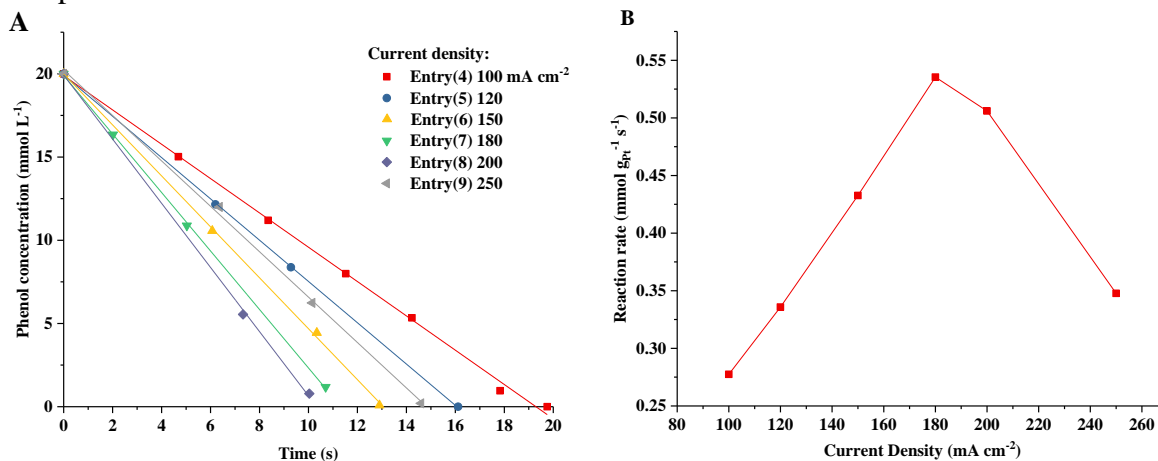 A
Current density:
Entry(4) 100 mA cm-2
Entry(5) 120
Entry(6) 150
Entry(7) 180
Entry(8) 200
Entry(9) 250
Phenol concentration (mmol L-1)
20
15
10
5
0
0 2 4 6 8 10 12 14 16 18 20
Time (s)
B
Reaction rate (mmol gPt-1 s-1)
0.55
0.50
0.45
0.40
0.35
0.30
0.25
80 100 120 140 160 180 200 220 240 260
Current Density (mA cm-2)